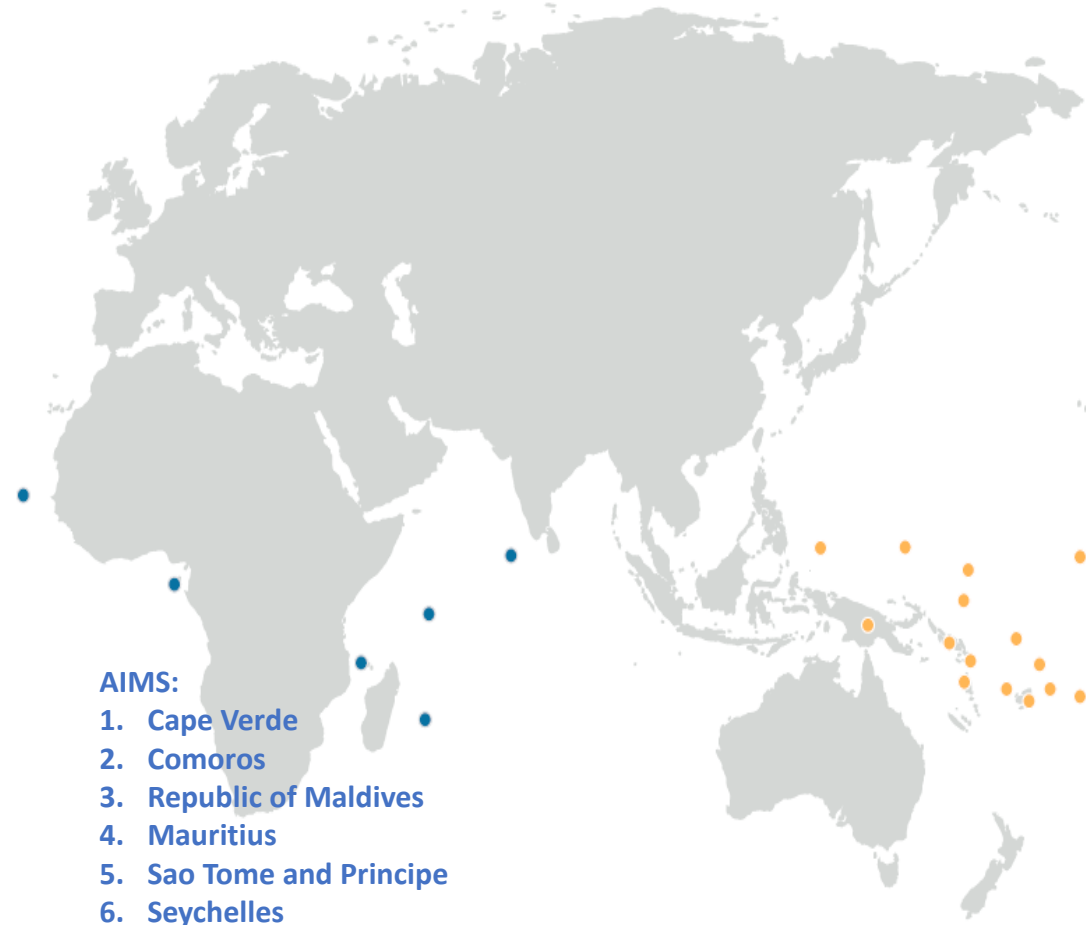 AIMS:
1. Cape Verde
2. Comoros
3. Republic of Maldives
4. Mauritius
5. Sao Tome and Principe
6. Seychelles